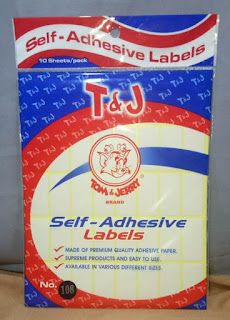 Self-Adhesive Labels
10 Sheets/pack
T&J
TOM & JERRY
BRAND
Self-Adhesive
Labels
MADE OF PREMIUM QUALITY ADHESIVE PAPER.
SUPREME PRODUCTS AND EASY TO USE.
AVAILABLE IN VARIOUS DIFFERENT SIZES.
No.